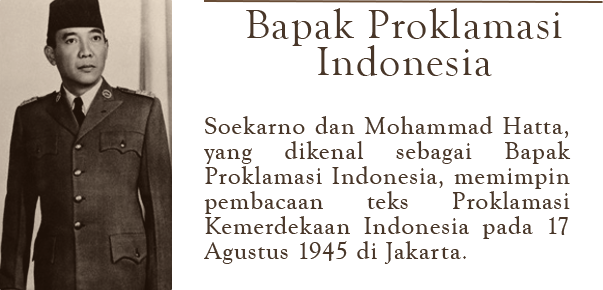 Bapak Proklamasi
Indonesia
Soekarno dan Mohammad Hatta,
yang dikenal sebagai Bapak
Proklamasi Indonesia, memimpin
pembacaan teks Proklamasi
Kemerdekaan Indonesia pada 17
Agustus 1945 di Jakarta.